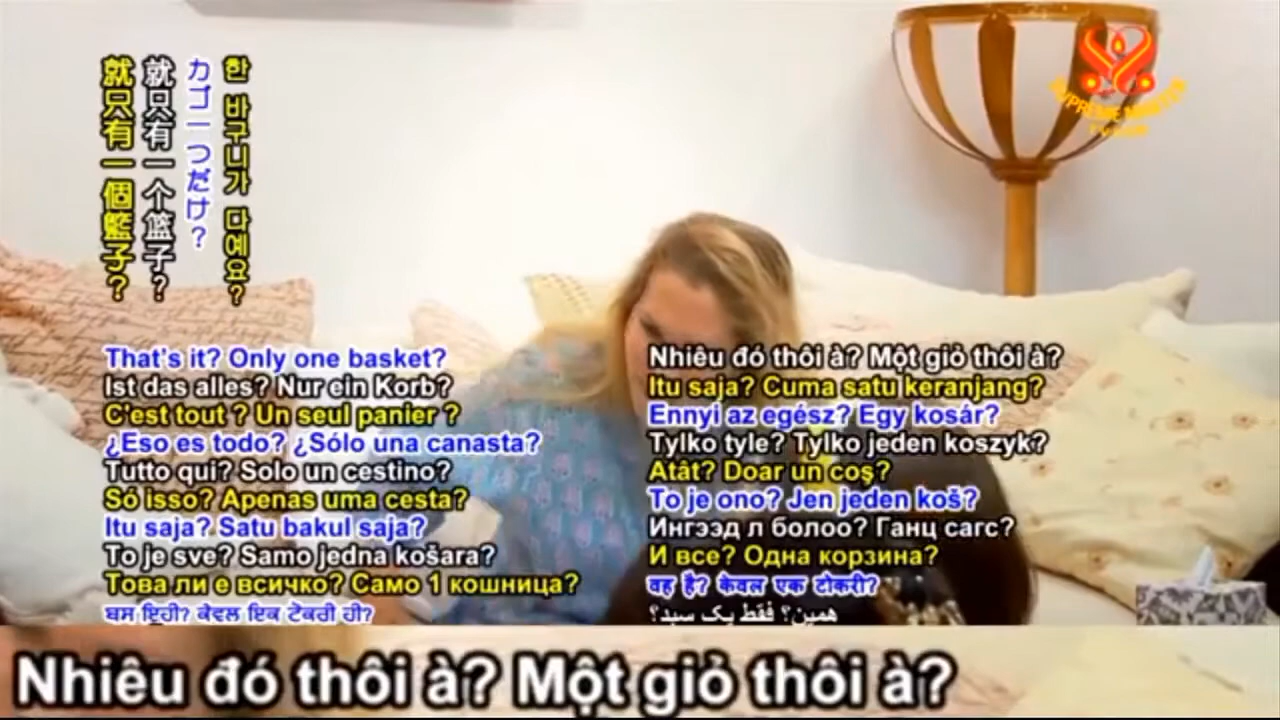 就只有一個籃子？
就只有一个篮子？
カゴ一つだけ？
한 바구니가 다예요?
SUPREME MASTER
That's it? Only one basket?
Ist das alles? Nur ein Korb?
C'est tout ? Un seul panier ?
¿Eso es todo? ¿Sólo una canasta?
Tutto qui? Solo un cestino?
Só isso? Apenas uma cesta?
Itu saja? Satu bakul saja?
To je sve? Samo jedna košara?
Това ли е всичко? Само 1 кошница?
ਬਸ ਇਹੀ? ਕੇਵਲ ਇਕ ਟੋਕਰੀ ਹੀ?
Nhiêu đó thôi à? Một giỏ thôi à?
Itu saja? Cuma satu keranjang?
Ennyi az egész? Egy kosár?
Tylko tyle? Tylko jeden koszyk?
Atât? Doar un coş?
To je ono? Jen jeden koš?
Ингээд л болоо? Ганц сагс?
И все? Одна корзина?
वह है? केवल एक टोकरी?
همین؟ فقط یک سبد؟
Nhiêu đó thôi à? Một giỏ thôi à?